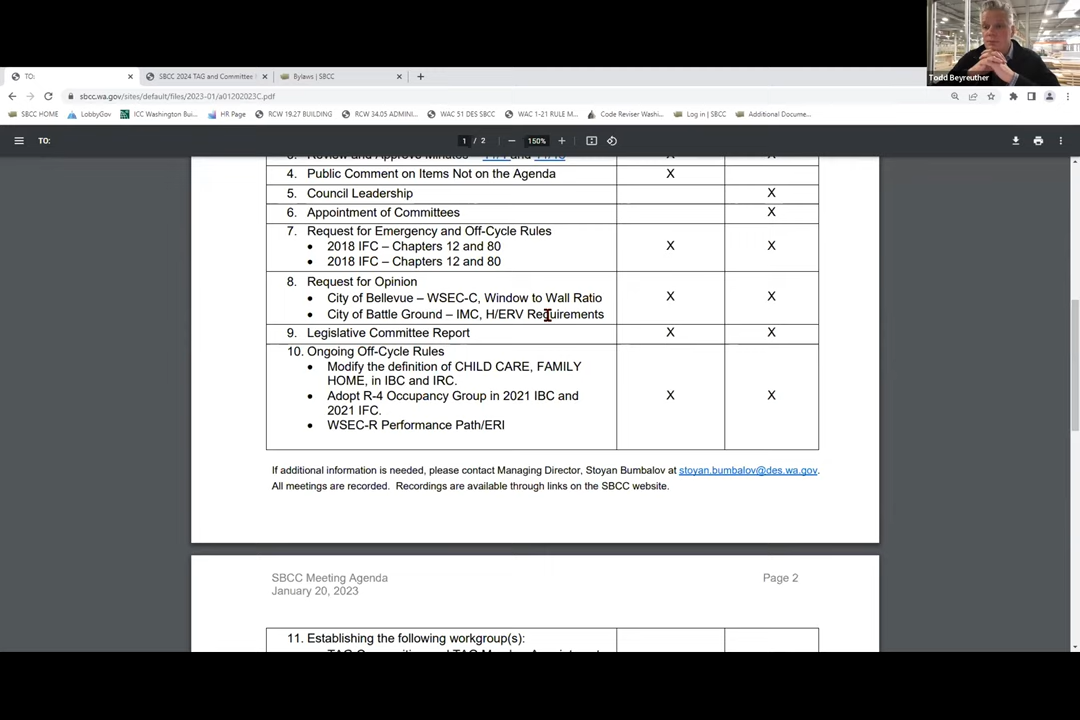 Todd Beyreuther
TO:
SBCC 2024 TAG and Committee
Bylaws | SBCC
sbcc.wa.gov/sites/default/files/2023-01/a01202023C.pdf
SBCC HOME
LobbyGov
ICC Washington Bui...
HR Page
RCW 19.27 BUILDING
RCW 34.05 ADMINI...
WAC 51 DES SBCC
WAC 1-21 RULE M...
Code Reviser Washi...
Log in | SBCC
Additional Docume...
TO:
1 / 2
150%
3. Review and Approve Minutes
4. Public Comment on Items Not on the Agenda X
5. Council Leadership X
6. Appointment of Committees X
7. Request for Emergency and Off-Cycle Rules
• 2018 IFC – Chapters 12 and 80 X X
• 2018 IFC – Chapters 12 and 80
8. Request for Opinion
• City of Bellevue – WSEC-C, Window to Wall Ratio X X
• City of Battle Ground – IMC, H/ERV Requirements
9. Legislative Committee Report X X
10. Ongoing Off-Cycle Rules
• Modify the definition of CHILD CARE, FAMILY
HOME, in IBC and IRC.
• Adopt R-4 Occupancy Group in 2021 IBC and X X
2021 IFC.
• WSEC-R Performance Path/ERI
If additional information is needed, please contact Managing Director, Stoyan Bumbalov at stoyan.bumbalov@des.wa.gov.
All meetings are recorded. Recordings are available through links on the SBCC website.
SBCC Meeting Agenda Page 2
January 20, 2023
11. Establishing the following workgroup(s):